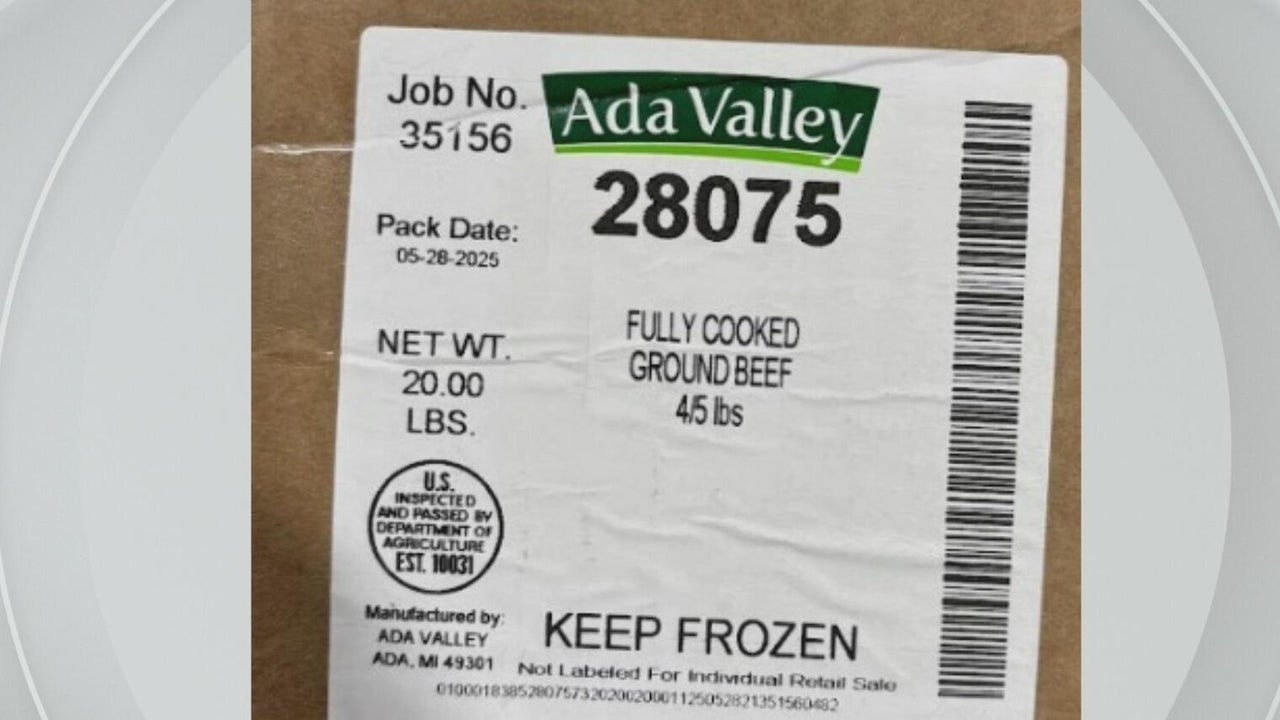 Job No.
35156
Ada Valley
28075
Pack Date:
05-28-2025
FULLY COOKED
GROUND BEEF
4/5 lbs
NET WT.
20.00
LBS.
U.S.
INSPECTED
AND PASSED BY
DEPARTMENT OF
AGRICULTURE
EST. 10031
Manufactured by:
ADA VALLEY
ADA, MI 49301
KEEP FROZEN
Not Labeled For Individual Retail Sale